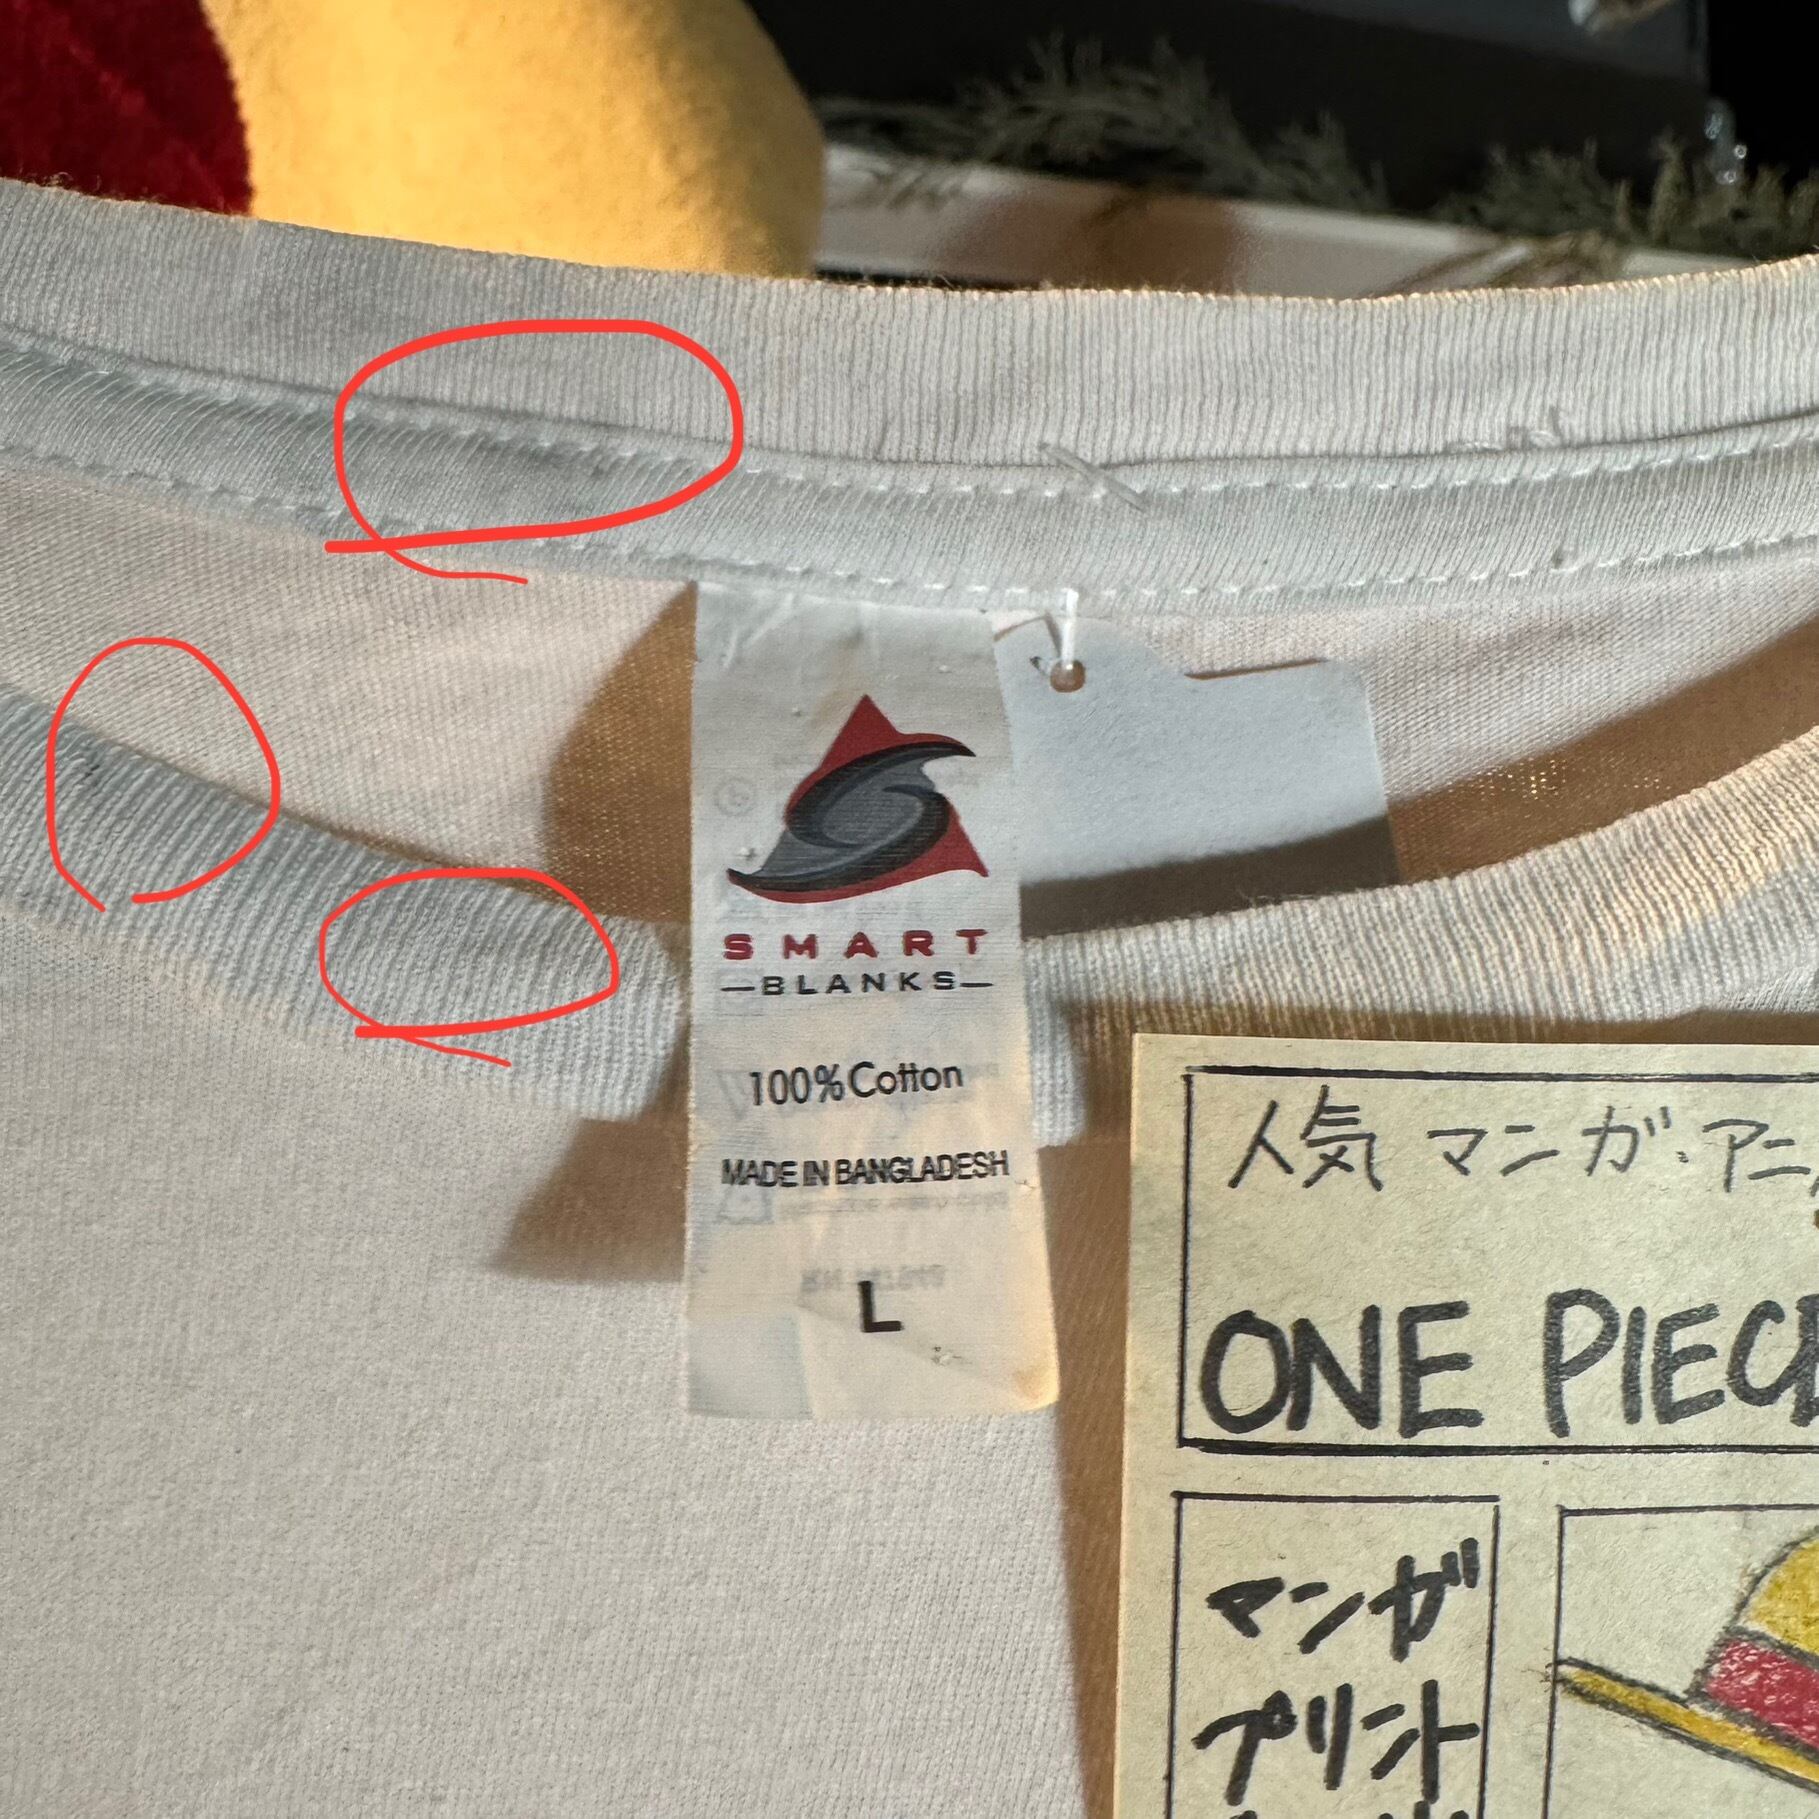 SMART
BLANKS
100% Cotton
MADE IN BANGLADESH
L
人気 マンガ・アニ
ONE PIEC
マンガ
プリント